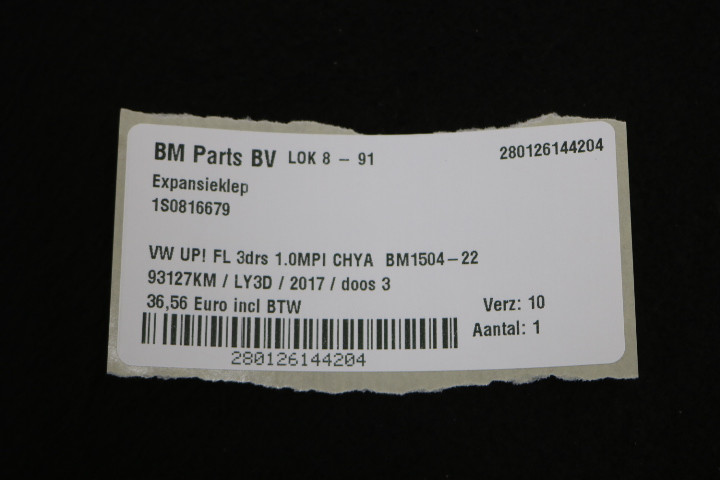 BM Parts BV LOK 8 - 91 280126144204
Expansieklep
1S0816679
VW UP! FL 3drs 1.0MPI CHYA BM1504-22
93127KM / LY3D / 2017 / doos 3
36,56 Euro incl BTW Verz: 10
Aantal: 1
280126144204